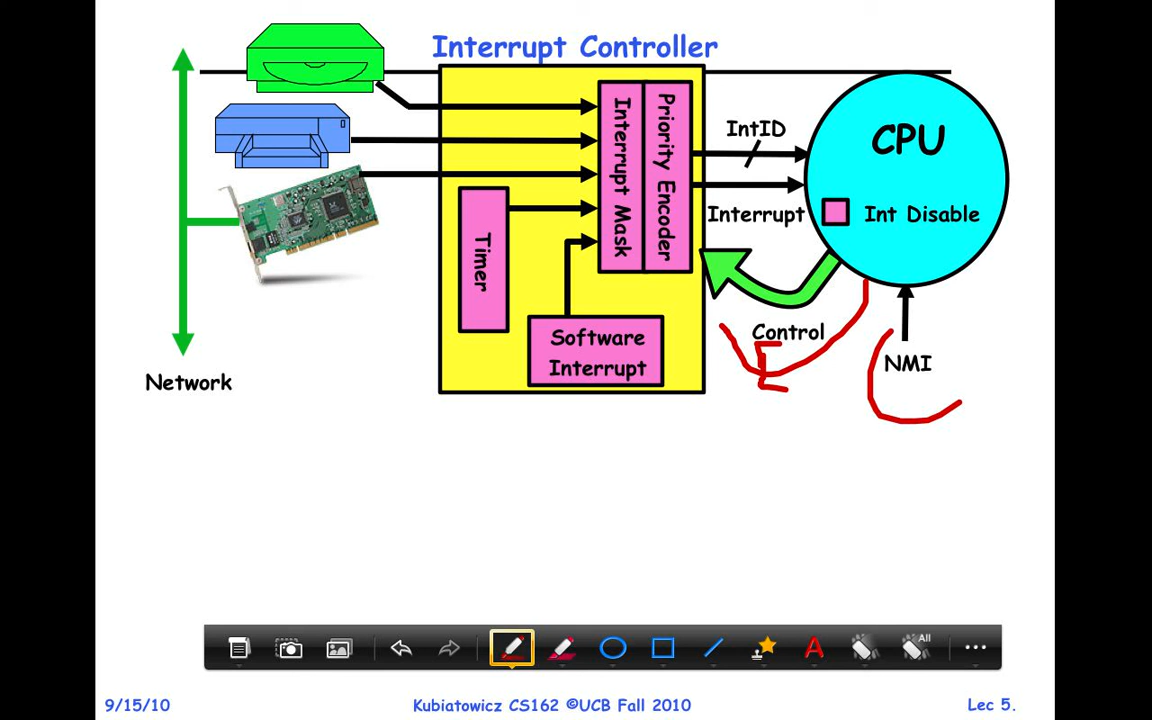 Interrupt Controller
Interrupt Mask
Priority Encoder
IntID
CPU
Interrupt
Int Disable
Timer
Software
Interrupt
Control
NMI
Network
All
A
9/15/10
Kubiatowicz CS162 ©UCB Fall 2010
Lec 5.